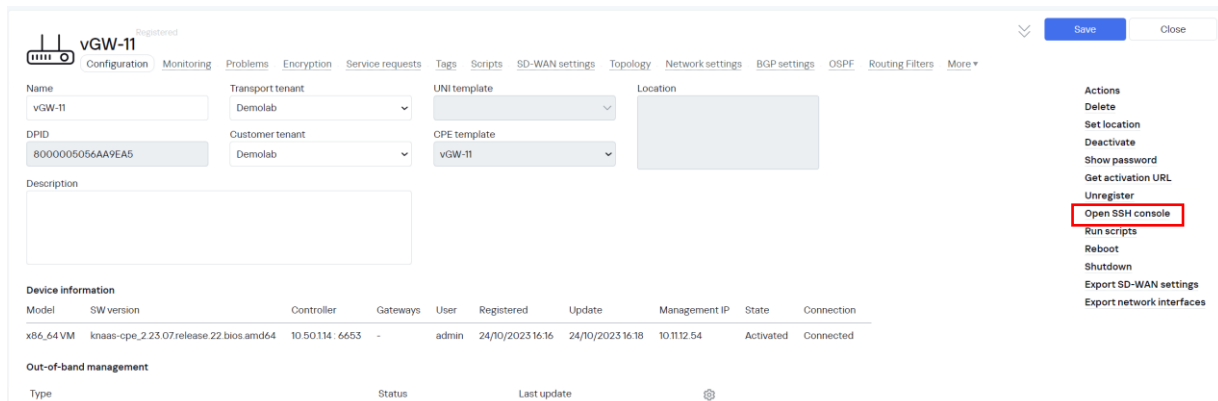 Registered
vGW-11
Save Close
Configuration Monitoring Problems Encryption Service requests Tags Scripts SD-WAN settings Topology Network settings BGP settings OSPF Routing Filters More
Name Transport tenant UNI template Location
vGW-11 Demolab
DPID Customer tenant CPE template
8000005056AA9EA5 Demolab vGW-11
Description
Actions
Delete
Set location
Deactivate
Show password
Get activation URL
Unregister
Open SSH console
Run scripts
Reboot
Shutdown
Export SD-WAN settings
Export network interfaces
Device information
Model SW version Controller Gateways User Registered Update Management IP State Connection
x86_64 VM knaas-cpe_2.23.07.release.22.bios.amd64 10.50.1.14 : 6653 - admin 24/10/2023 16:16 24/10/2023 16:18 10.11.12.54 Activated Connected
Out-of-band management
Type Status Last update